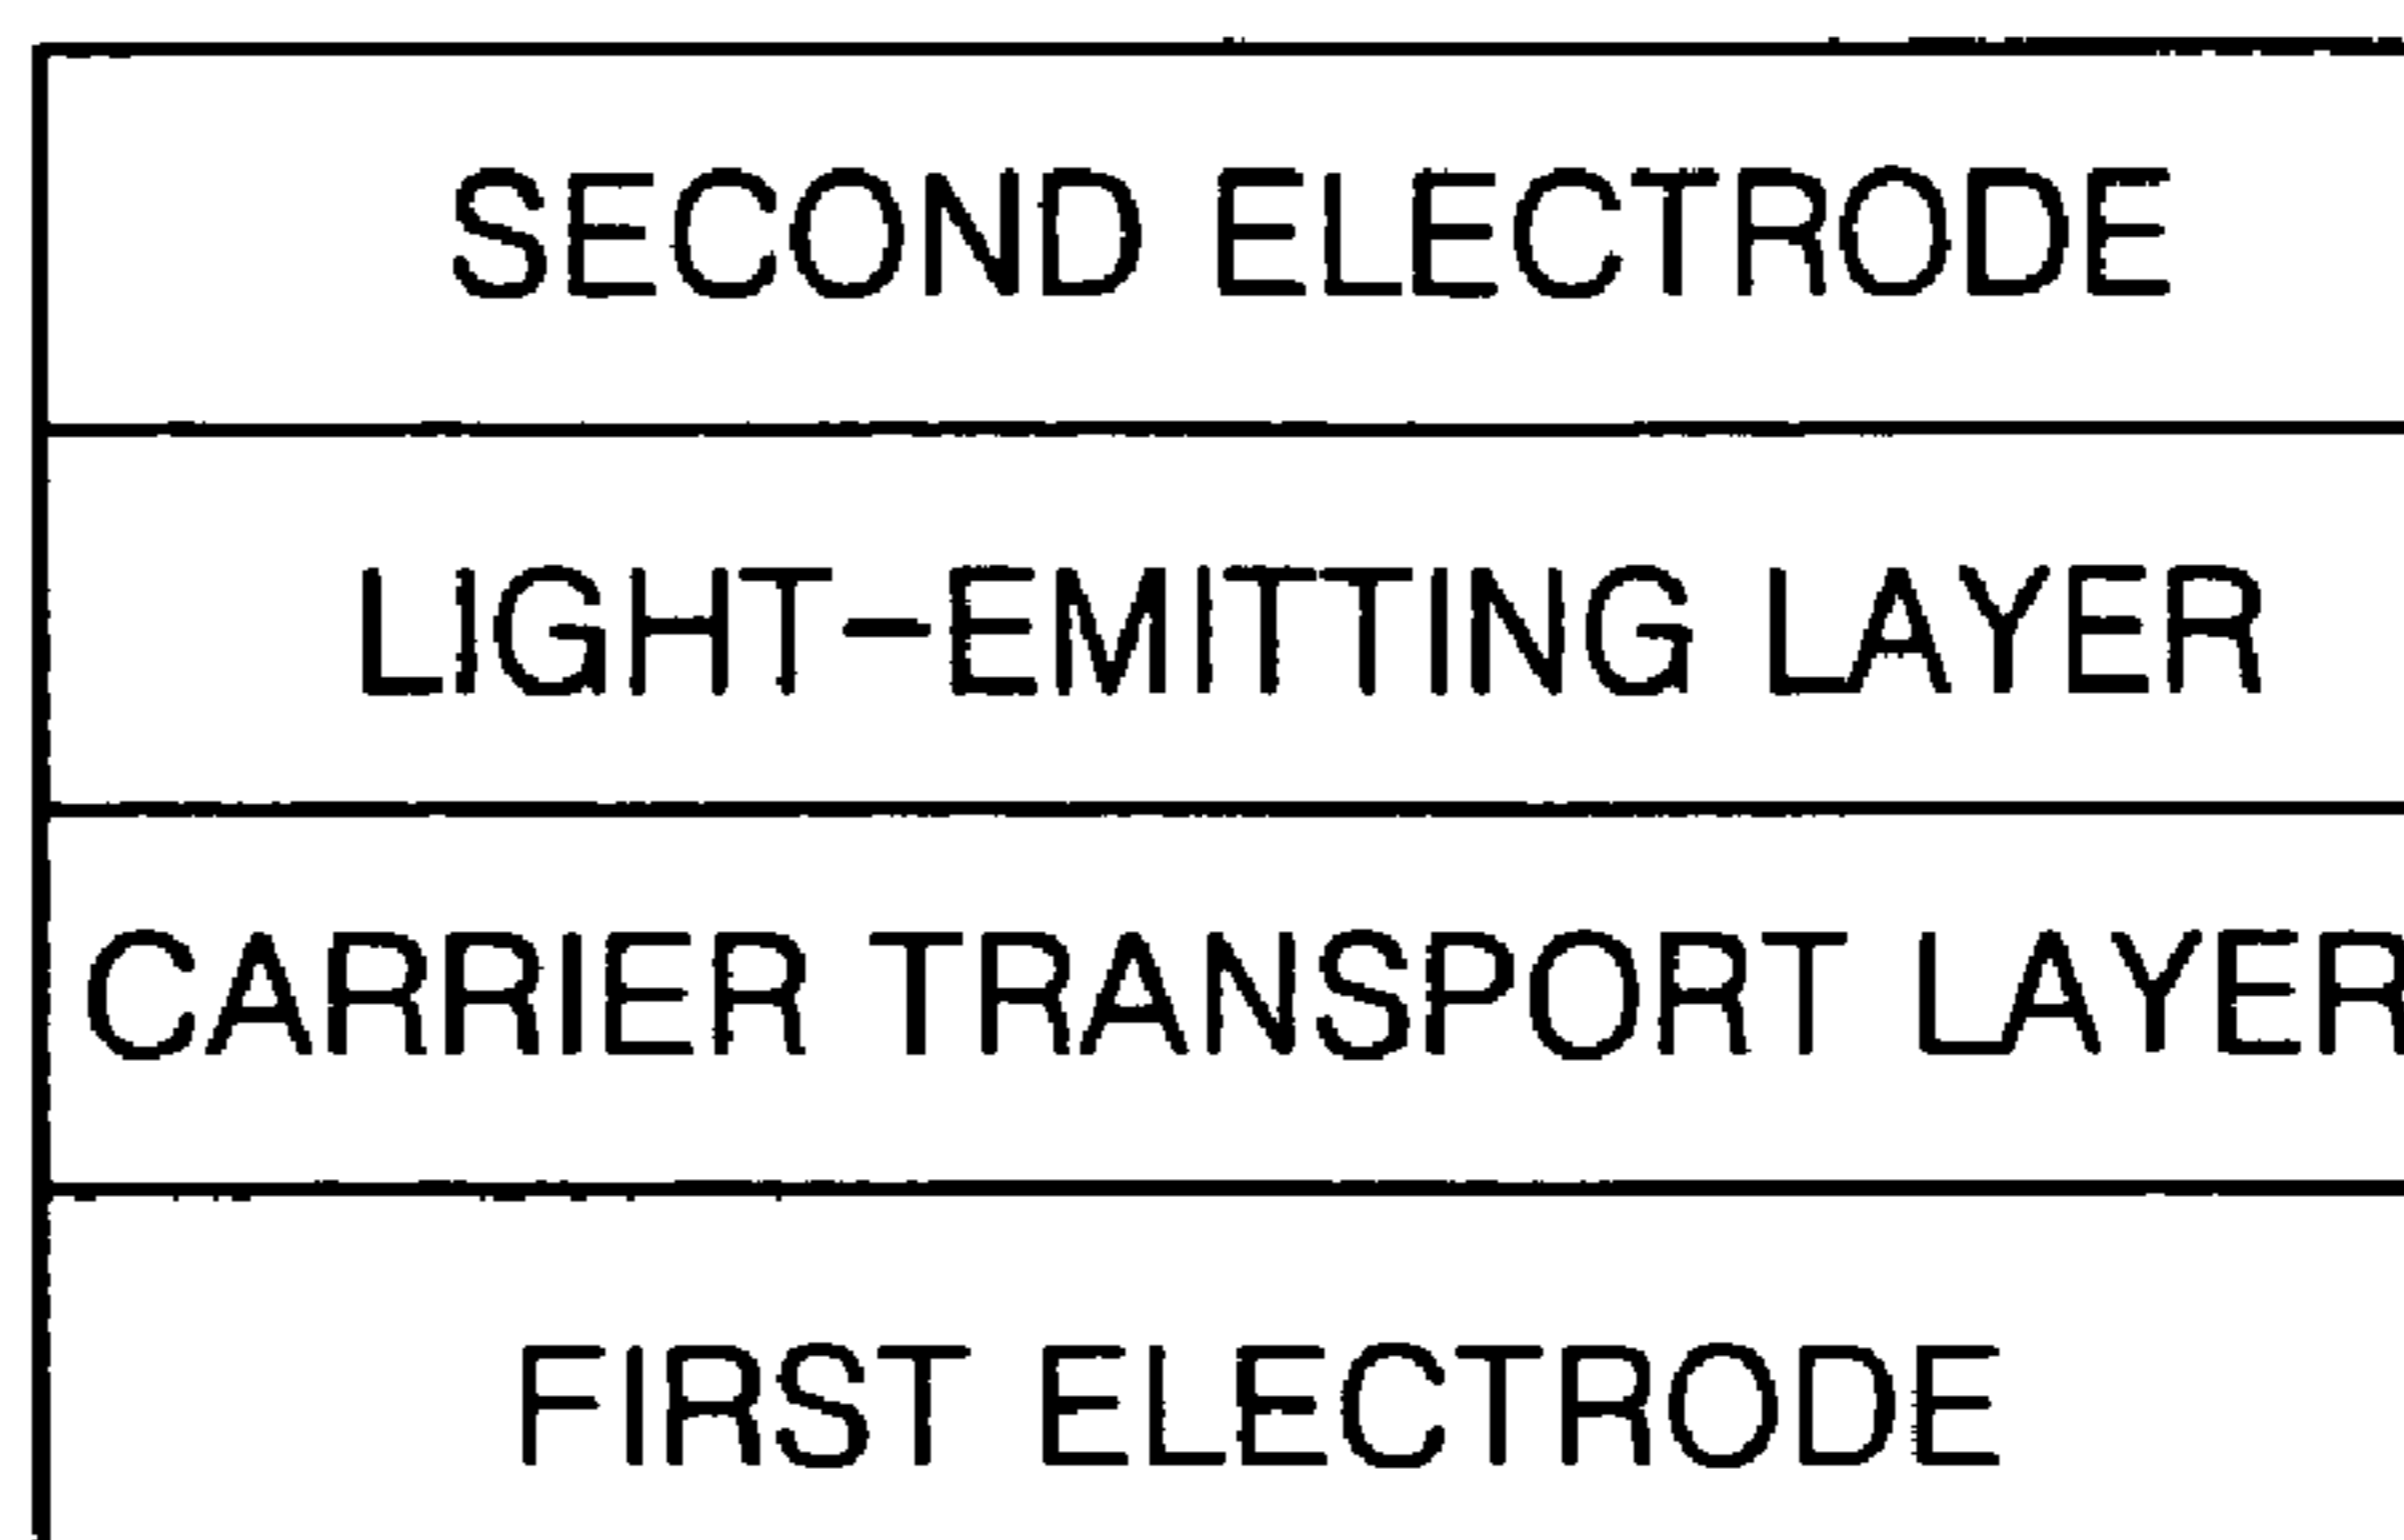 SECOND ELECTRODE
LIGHT-EMITTING LAYER
CARRIER TRANSPORT LAYER
FIRST ELECTRODE